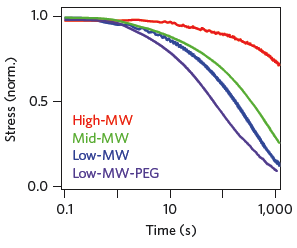 Stress (norm.)
1.0
0.5
0.0
High-MW
Mid-MW
Low-MW
Low-MW-PEG
0.1 10 1,000
Time (s)